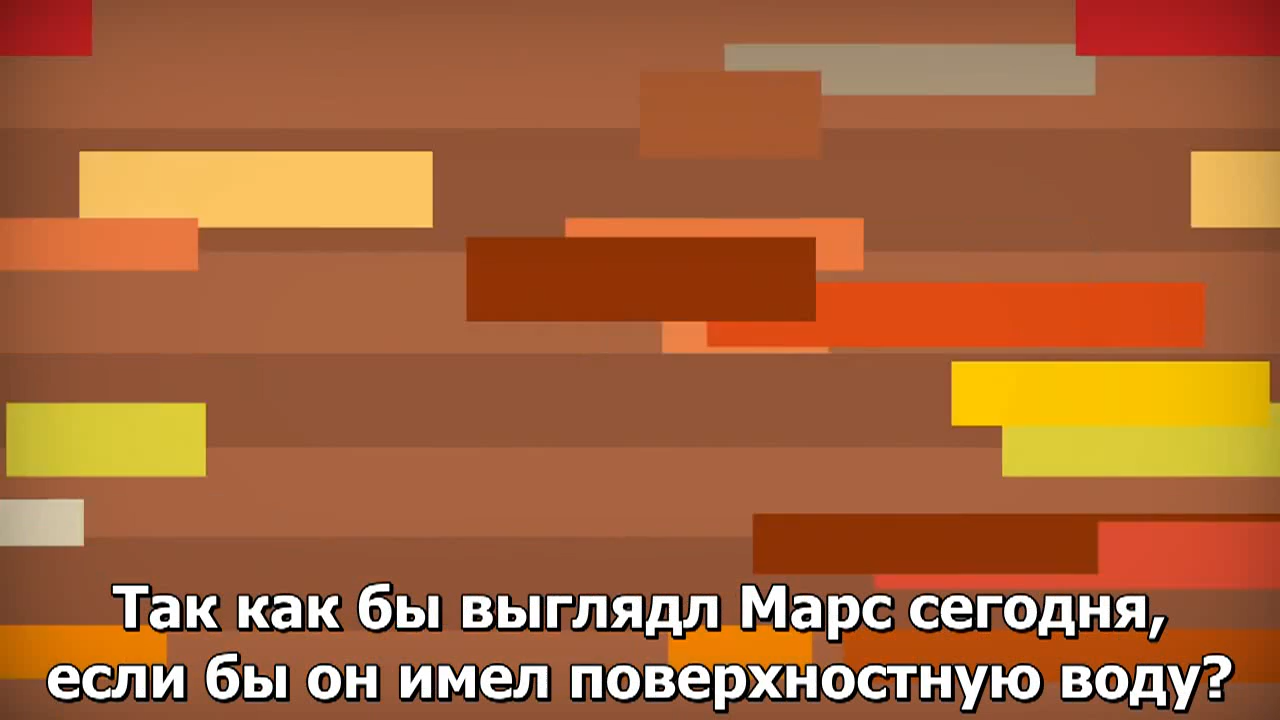 Так как бы выглядл Марс сегодня,
если бы он имел поверхностную воду?